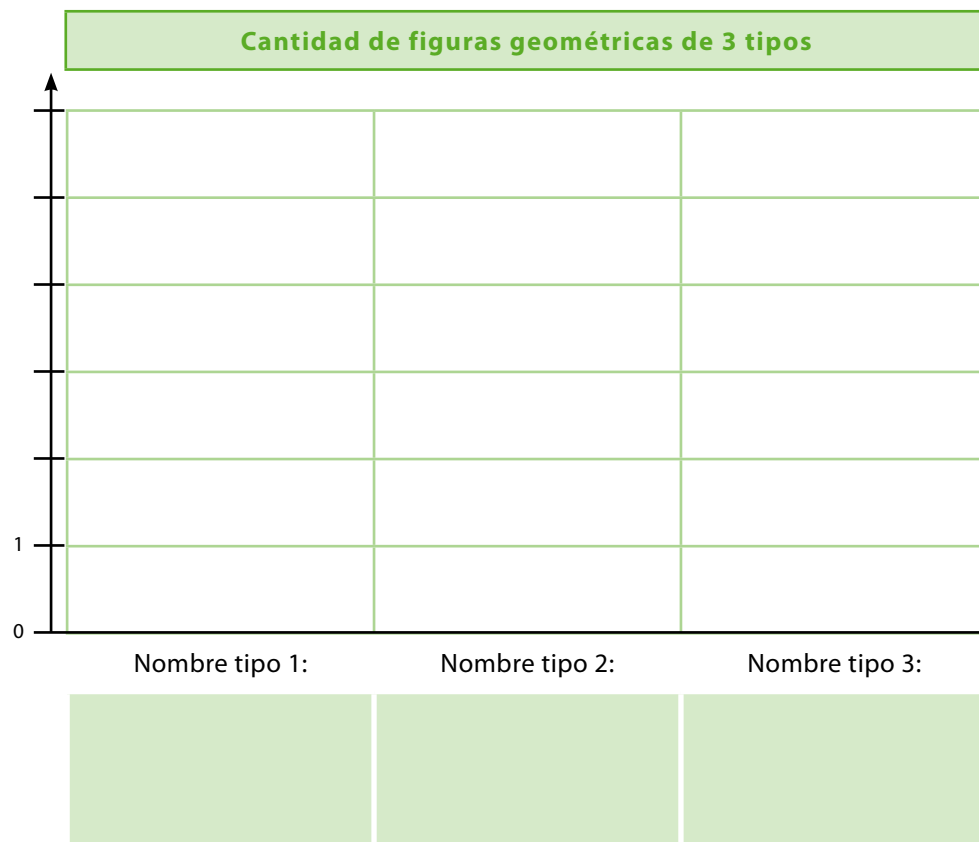 Cantidad de figuras geométricas de 3 tipos
1
0
Nombre tipo 1: Nombre tipo 2: Nombre tipo 3: